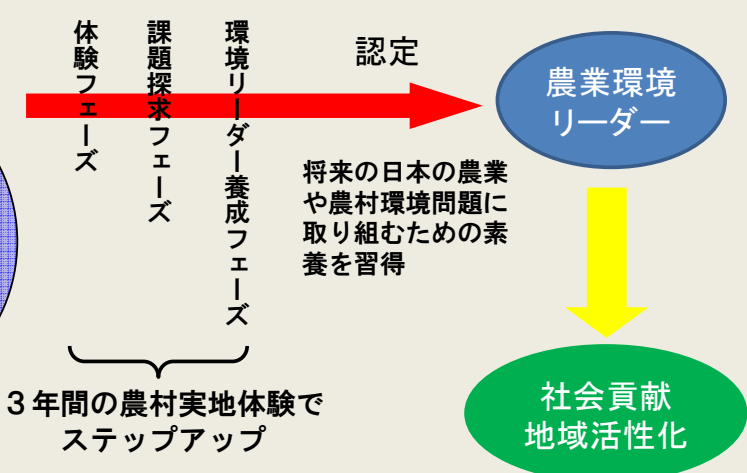 体験フェーズ
課題探求フェーズ
環境リーダー養成フェーズ
認定
農業環境
リーダー
将来の日本の農業
や農村環境問題に
取り組むための素
養を習得
3年間の農村実地体験で
ステップアップ
社会貢献
地域活性化